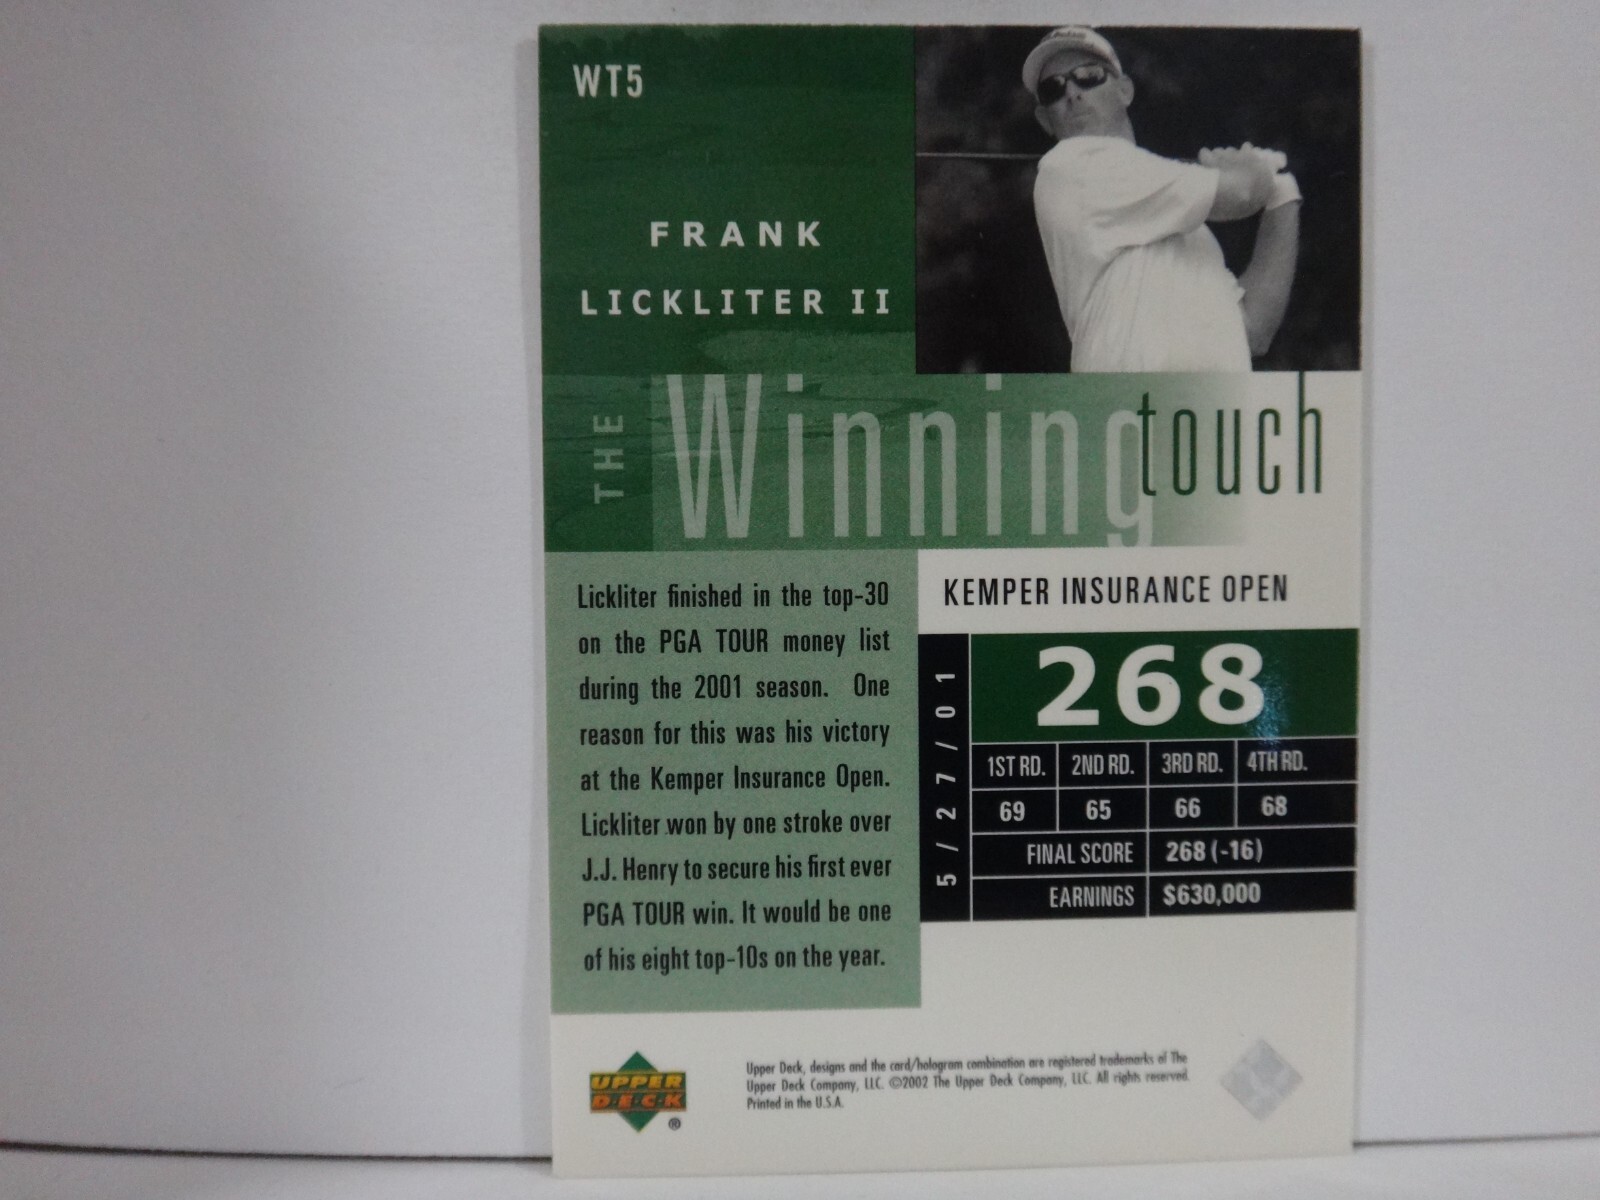 WT5
FRANK
LICKLITER II
THE
Winning
touch
Lickliter finished in the top-30
on the PGA TOUR money list
during the 2001 season. One
reason for this was his victory
at the Kemper Insurance Open.
Lickliter won by one stroke over
J.J. Henry to secure his first ever
PGA TOUR win. It would be one
of his eight top-10s on the year.
KEMPER INSURANCE OPEN
5/27/01
268
1ST RD. 2ND RD. 3RD RD. 4TH RD.
69 65 66 68
FINAL SCORE 268 (-16)
EARNINGS $630,000
UPPER
DECK
®
Upper Deck, designs and the card/hologram combination are registered trademarks of The
Upper Deck Company, LLC. ©2002 The Upper Deck Company, LLC. All rights reserved.
Printed in the U.S.A.